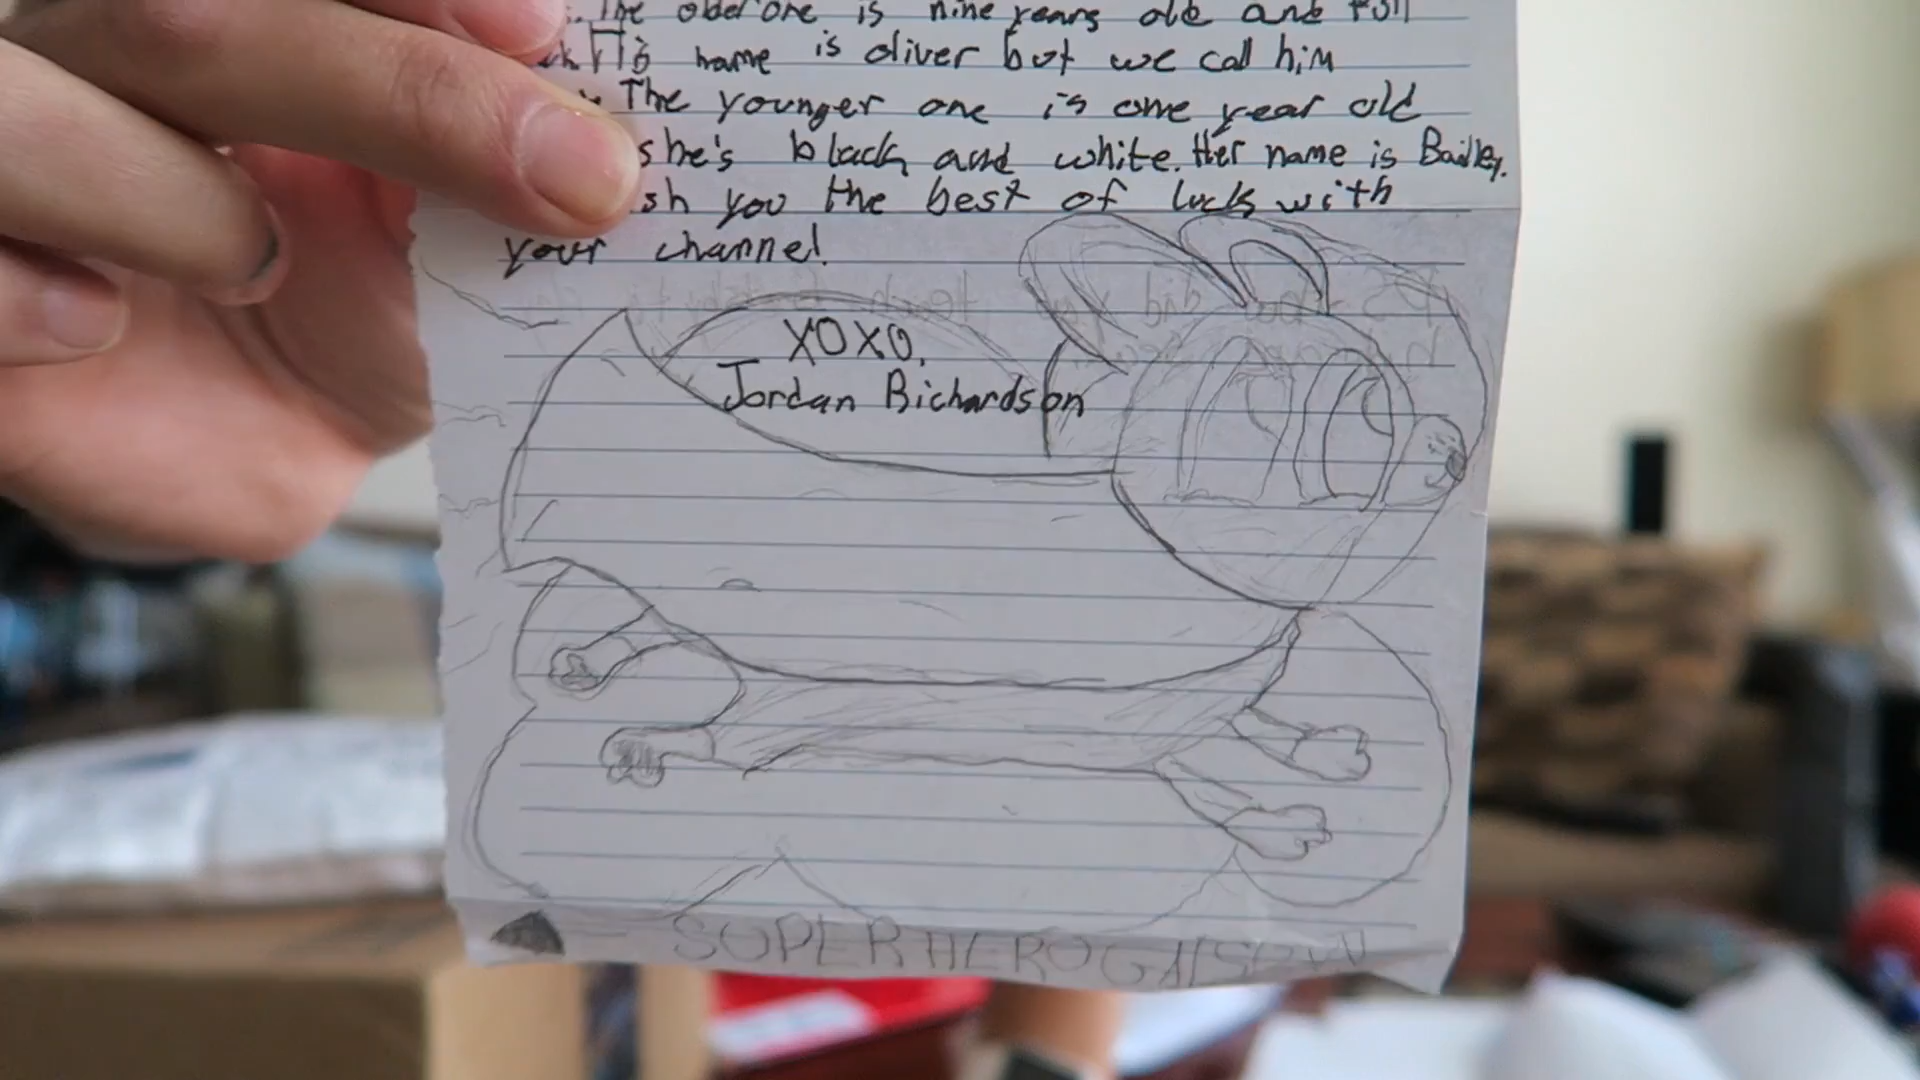 The older one is nine years old and full
His name is oliver but we call him
The younger one is one year old
she's black and white. Her name is Bailey.
sh you the best of luck with
your channel.
XOXO,
Jordan Richardson
SUPERHERO